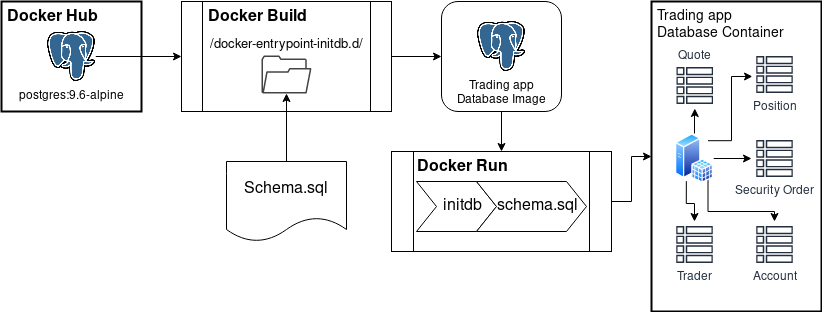 Docker Hub
postgres:9.6-alpine
Docker Build
/docker-entrypoint-initdb.d/
Schema.sql
Trading app
Database Image
Docker Run
initdb
schema.sql
Trading app
Database Container
Quote
Position
Security Order
Trader
Account